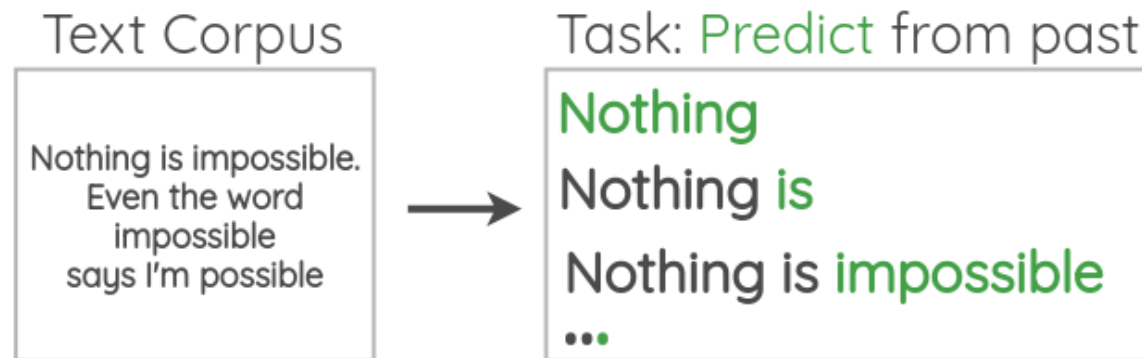 Text Corpus
Nothing is impossible.
Even the word
impossible
says I'm possible
Task: Predict from past
Nothing
Nothing is
Nothing is impossible
...